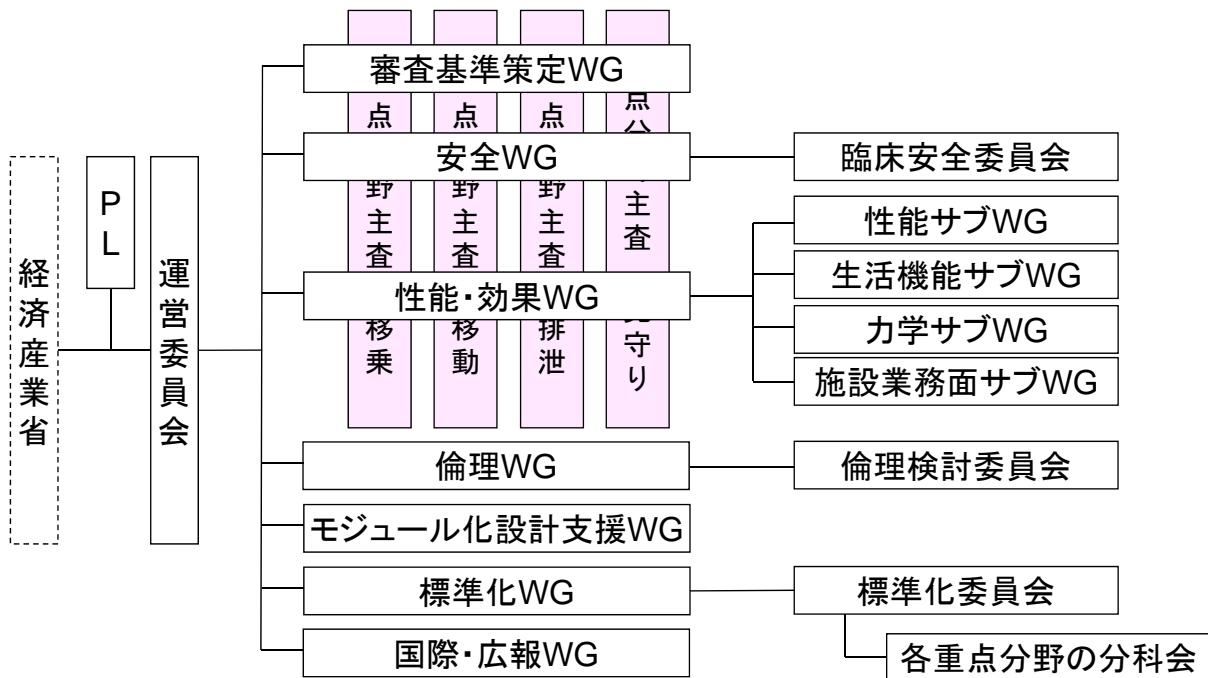 経済産業省
PL
運営委員会
審査基準策定WG
安全WG
性能・効果WG
倫理WG
モジュール化設計支援WG
標準化WG
国際・広報WG
点
野主査
移乗
点
野主査
移動
点
野主査
排泄
点分
主査
守り
臨床安全委員会
性能サブWG
生活機能サブWG
力学サブWG
施設業務面サブWG
倫理検討委員会
標準化委員会
各重点分野の分科会